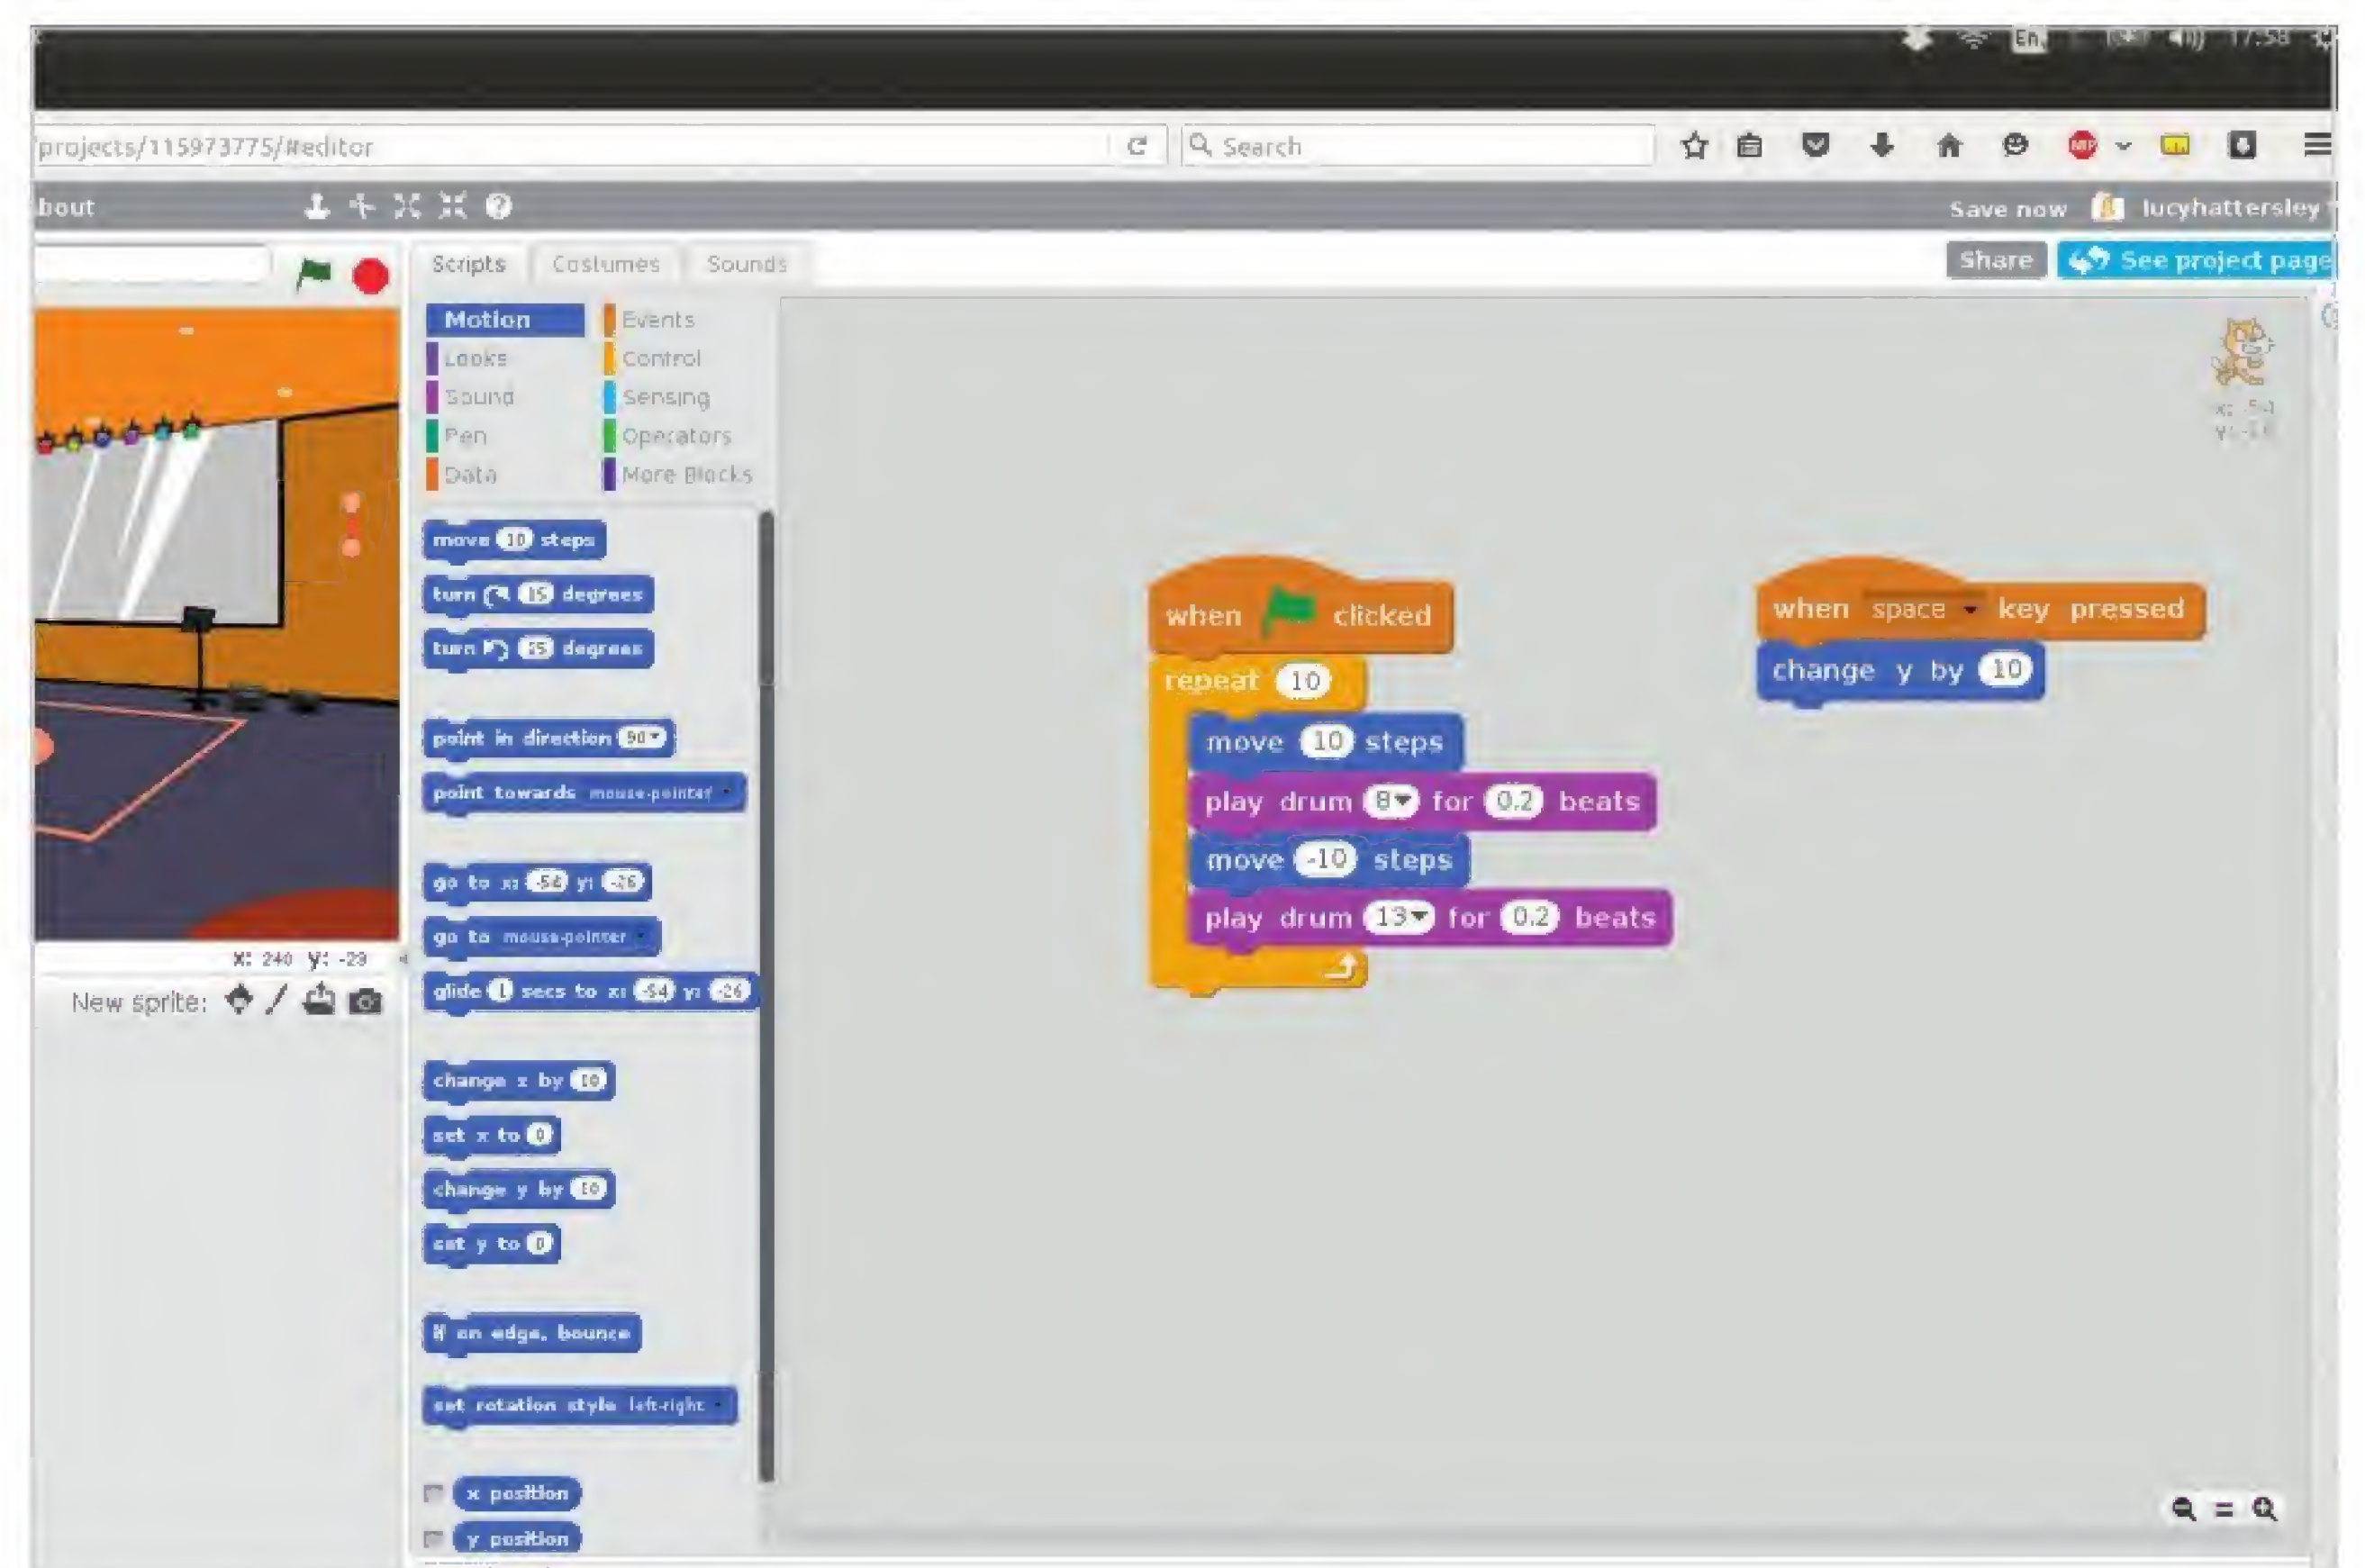 En 17:58
projects/115973775/#editor
Search
bout
Save now lucyhattersley
Share See project page
Scripts Costumes Sounds
Motion Events
Looks Control
Sound Sensing
Pen Operators
Data More Blocks
move 10 steps
turn 15 degrees
turn 15 degrees
point in direction 90
point towards mouse-pointer
go to x: -54 y: -26
go to mouse-pointer
glide 1 secs to x: -54 y: -26
change x by 10
set x to 0
change y by 10
set y to 0
if on edge, bounce
set rotation style left-right
x position
y position
when clicked
repeat 10
move 10 steps
play drum 8 for 0.2 beats
move -10 steps
play drum 13 for 0.2 beats
when space key pressed
change y by 10
X: 240 Y: -29
New sprite: